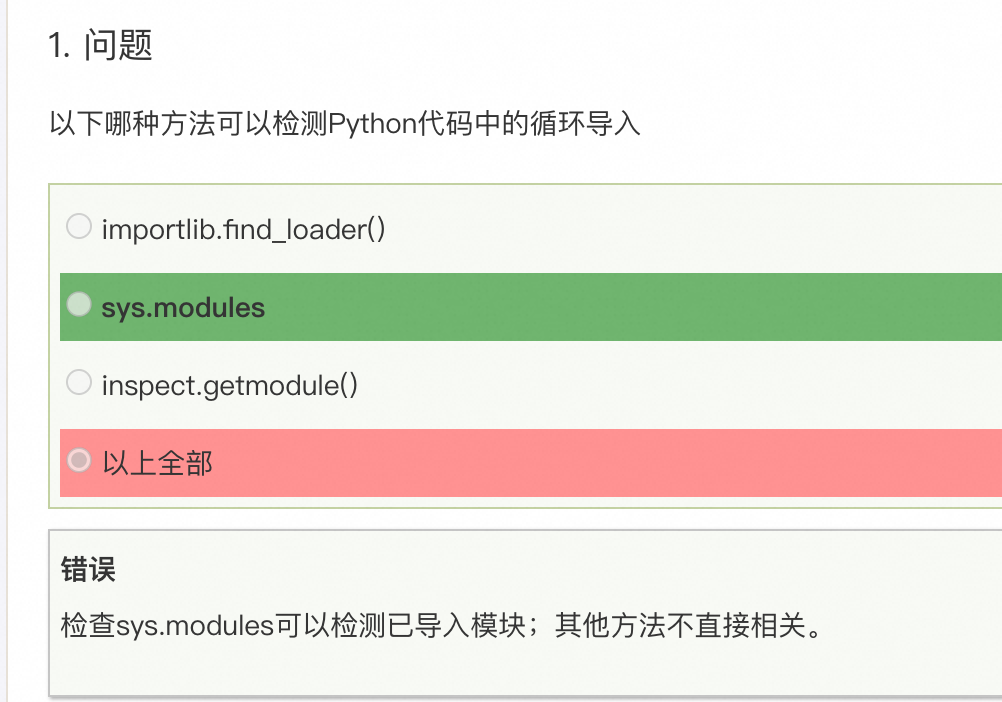 1. 问题
以下哪种方法可以检测Python代码中的循环导入
importlib.find_loader()
sys.modules
inspect.getmodule()
以上全部
错误
检查sys.modules可以检测已导入模块；其他方法不直接相关。